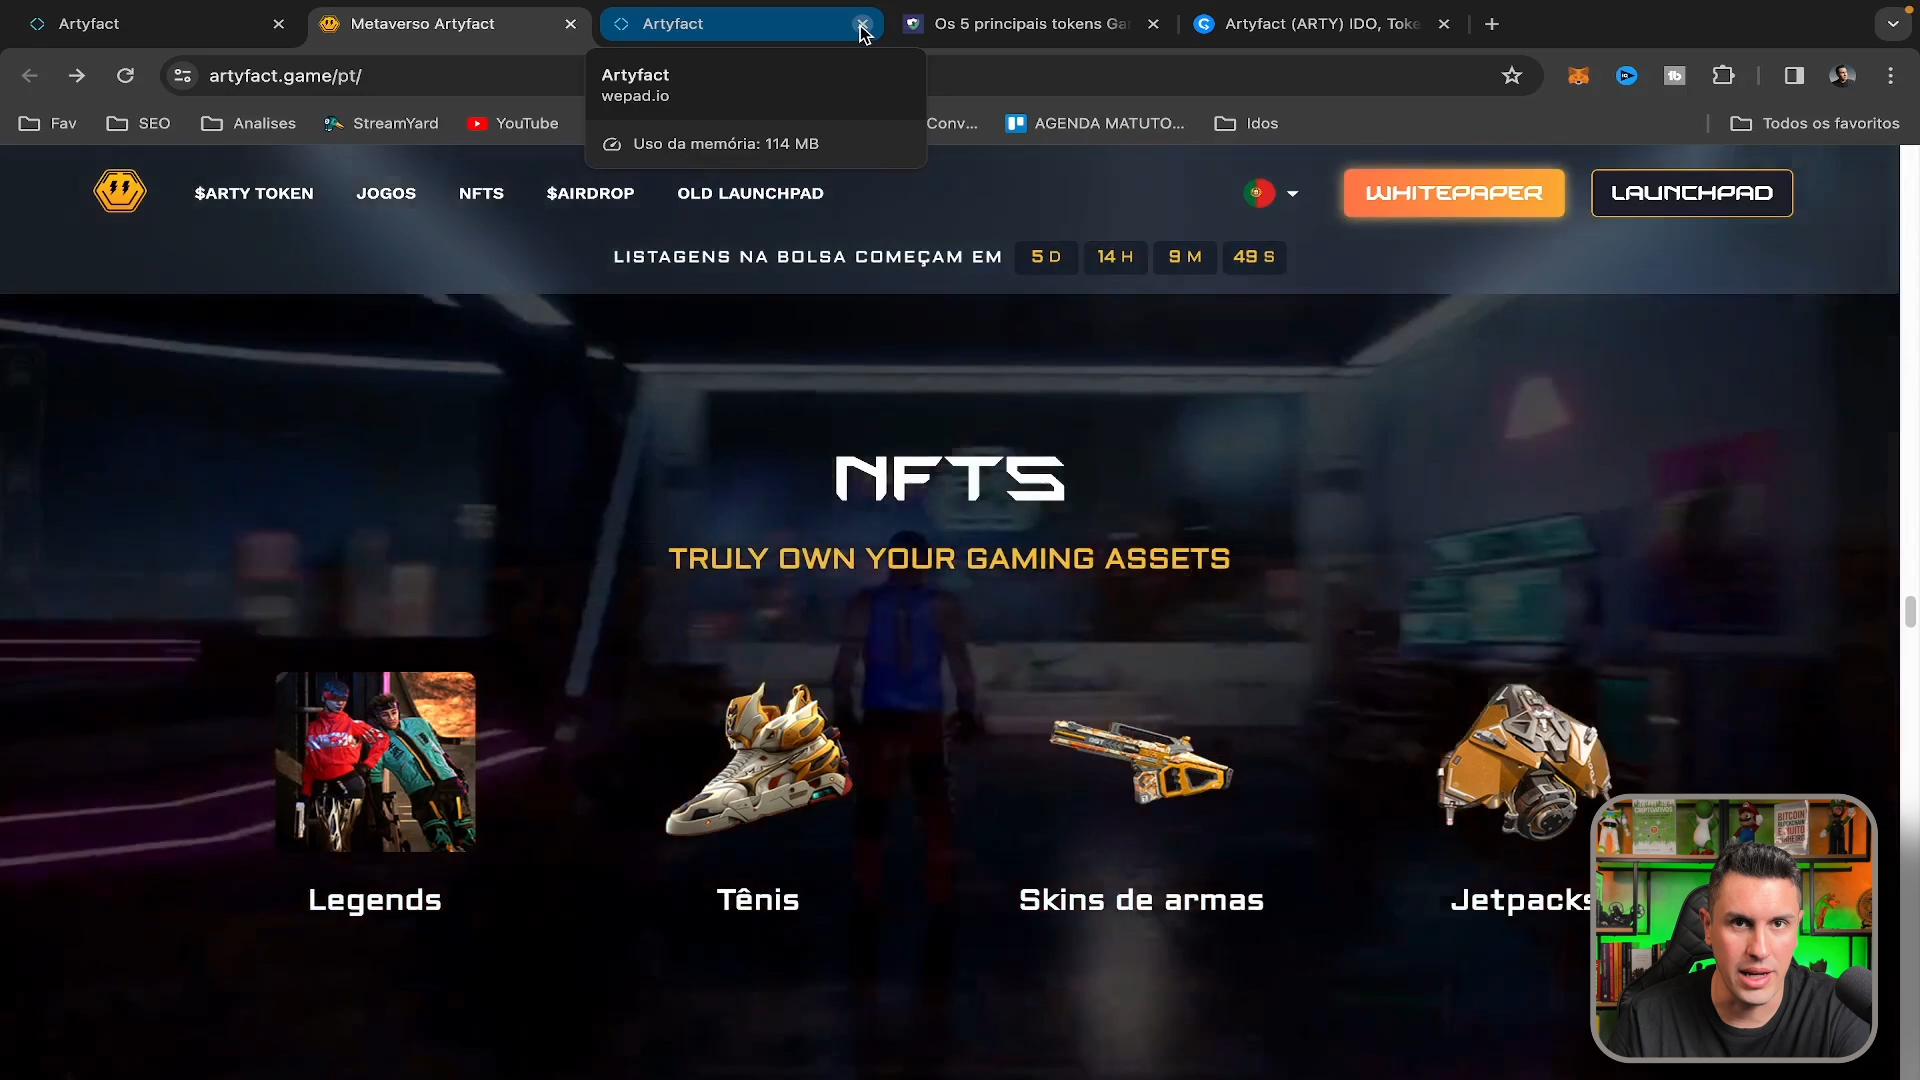 Artyfact
Metaverso Artyfact
Artyfact
Os 5 principais tokens Ga
Artyfact (ARTY) IDO, Toke
artyfact.game/pt/
Artyfact
wepad.io
Uso da memória: 114 MB
Fav
SEO
Analises
StreamYard
YouTube
Conv...
AGENDA MATUTO...
Idos
Todos os favoritos
$ARTY TOKEN
JOGOS
NFTS
$AIRDROP
OLD LAUNCHPAD
WHITEPAPER
LAUNCHPAD
LISTAGENS NA BOLSA COMEÇAM EM 5 D 14 H 9 M 49 S
NFTS
TRULY OWN YOUR GAMING ASSETS
Legends
Tênis
Skins de armas
Jetpacks
BITCOIN